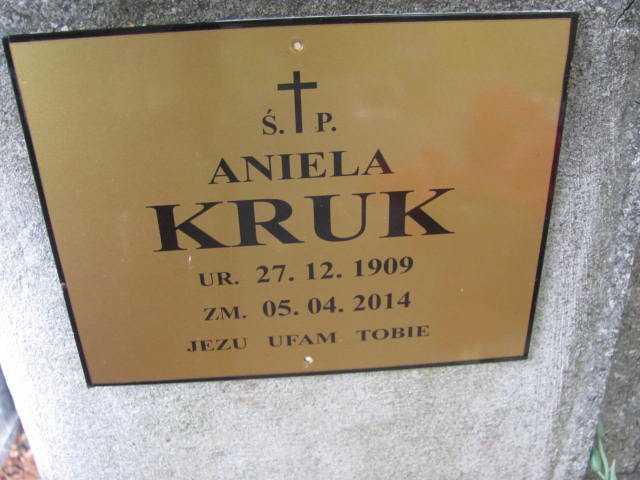 Ś. P.
ANIELA
KRUK
UR. 27. 12. 1909
ZM. 05. 04. 2014
JEZU UFAM TOBIE